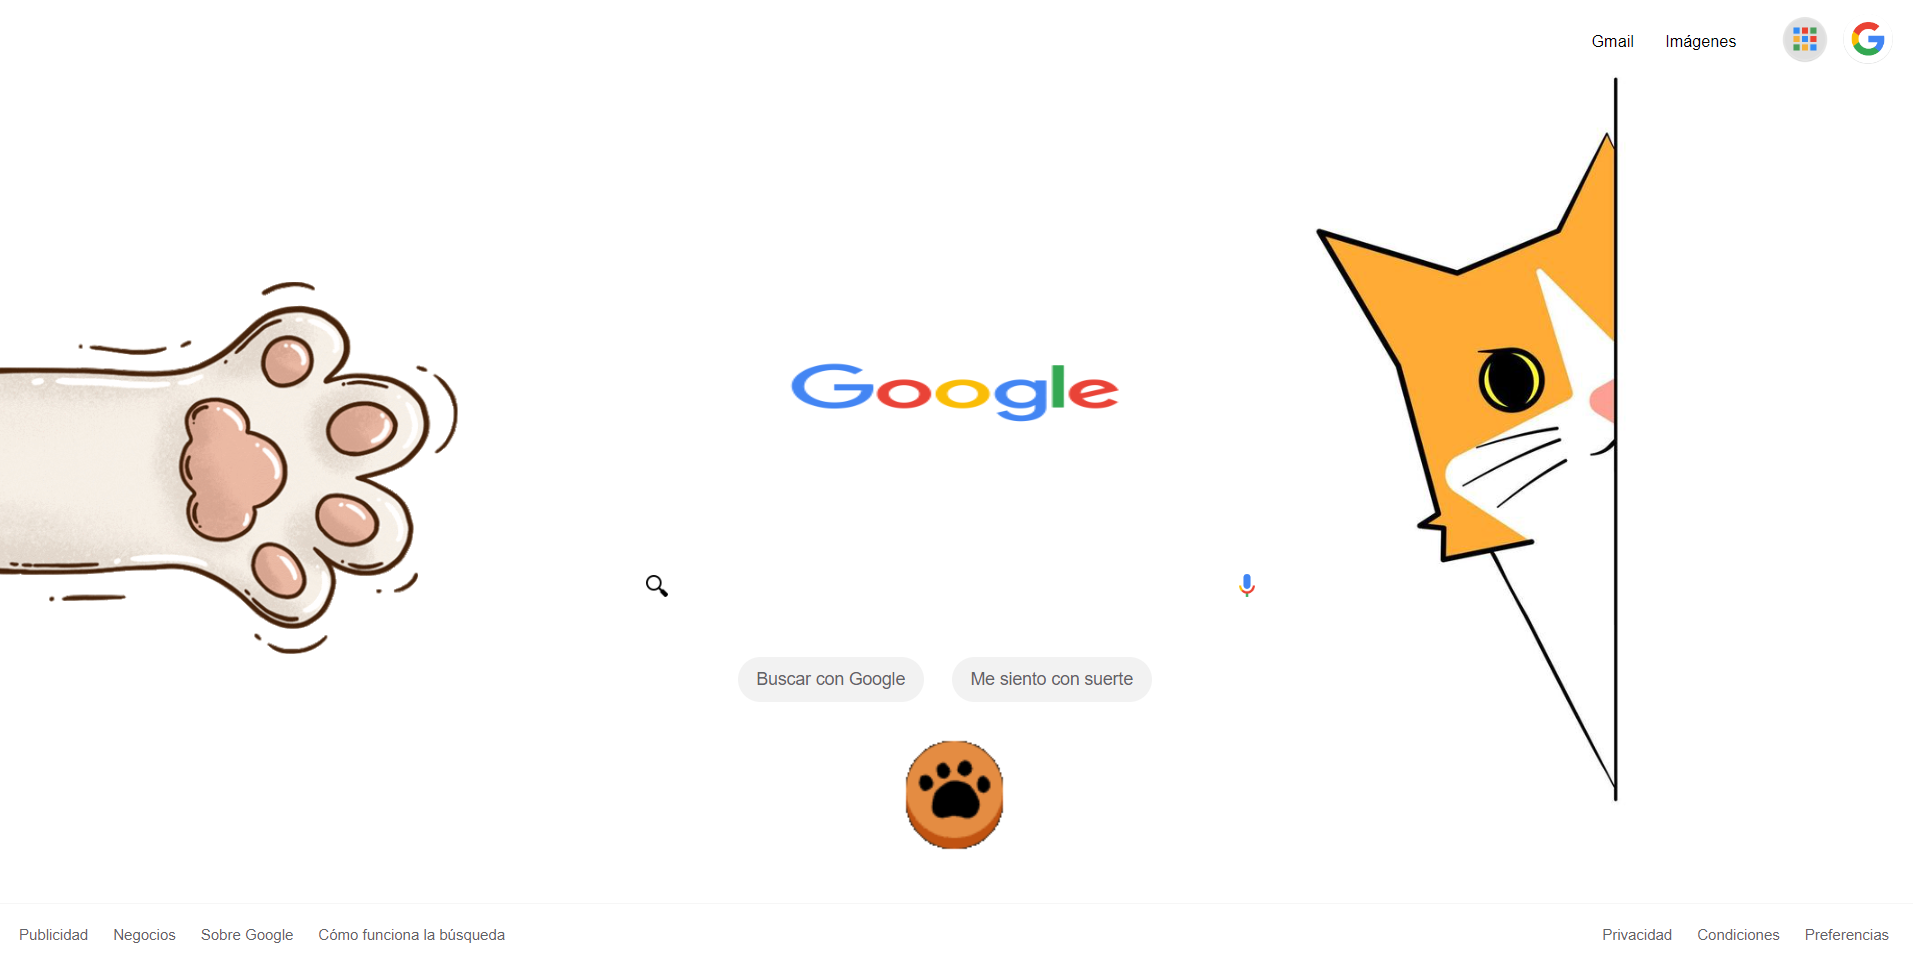 Gmail Imágenes
Google
Buscar con Google Me siento con suerte
Publicidad Negocios Sobre Google Cómo funciona la búsqueda Privacidad Condiciones Preferencias